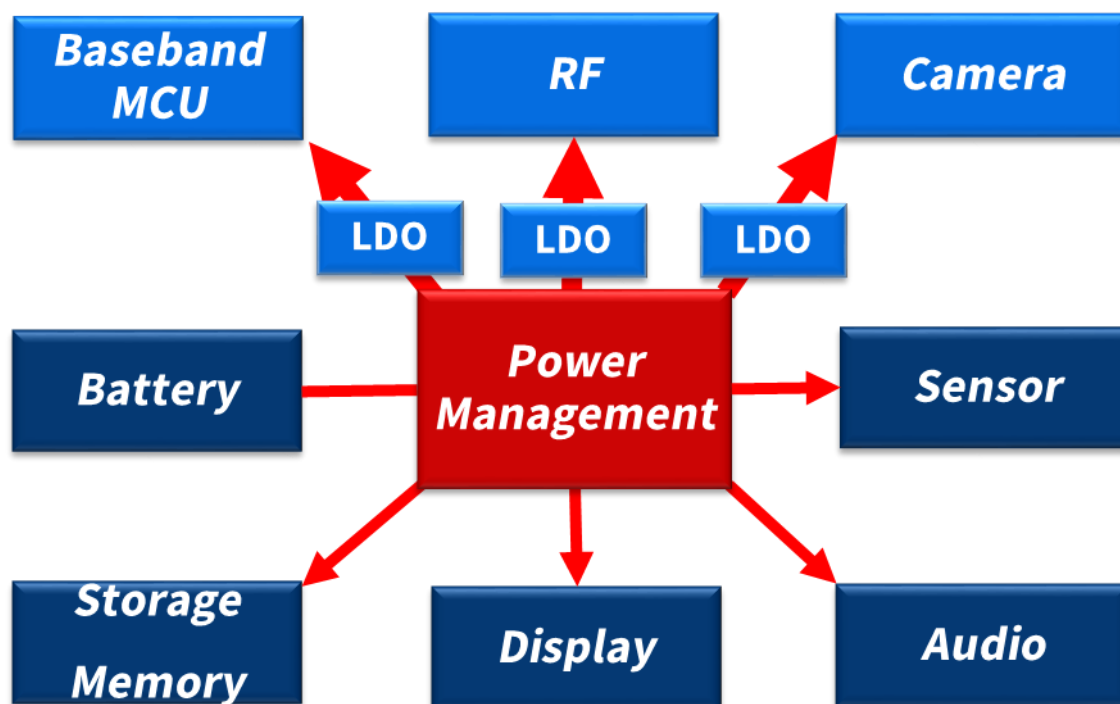 Baseband
MCU
RF
Camera
LDO
LDO
LDO
Battery
Power
Management
Sensor
Storage
Memory
Display
Audio